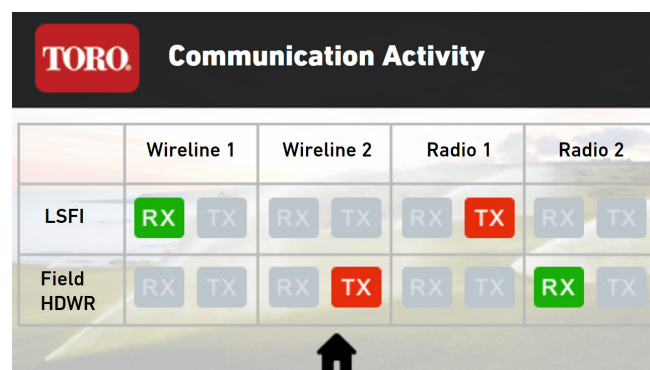 TORO. Communication Activity
Wireline 1 Wireline 2 Radio 1 Radio 2
LSFI RX TX RX TX RX TX RX TX
Field
HDWR RX TX RX TX RX TX RX TX